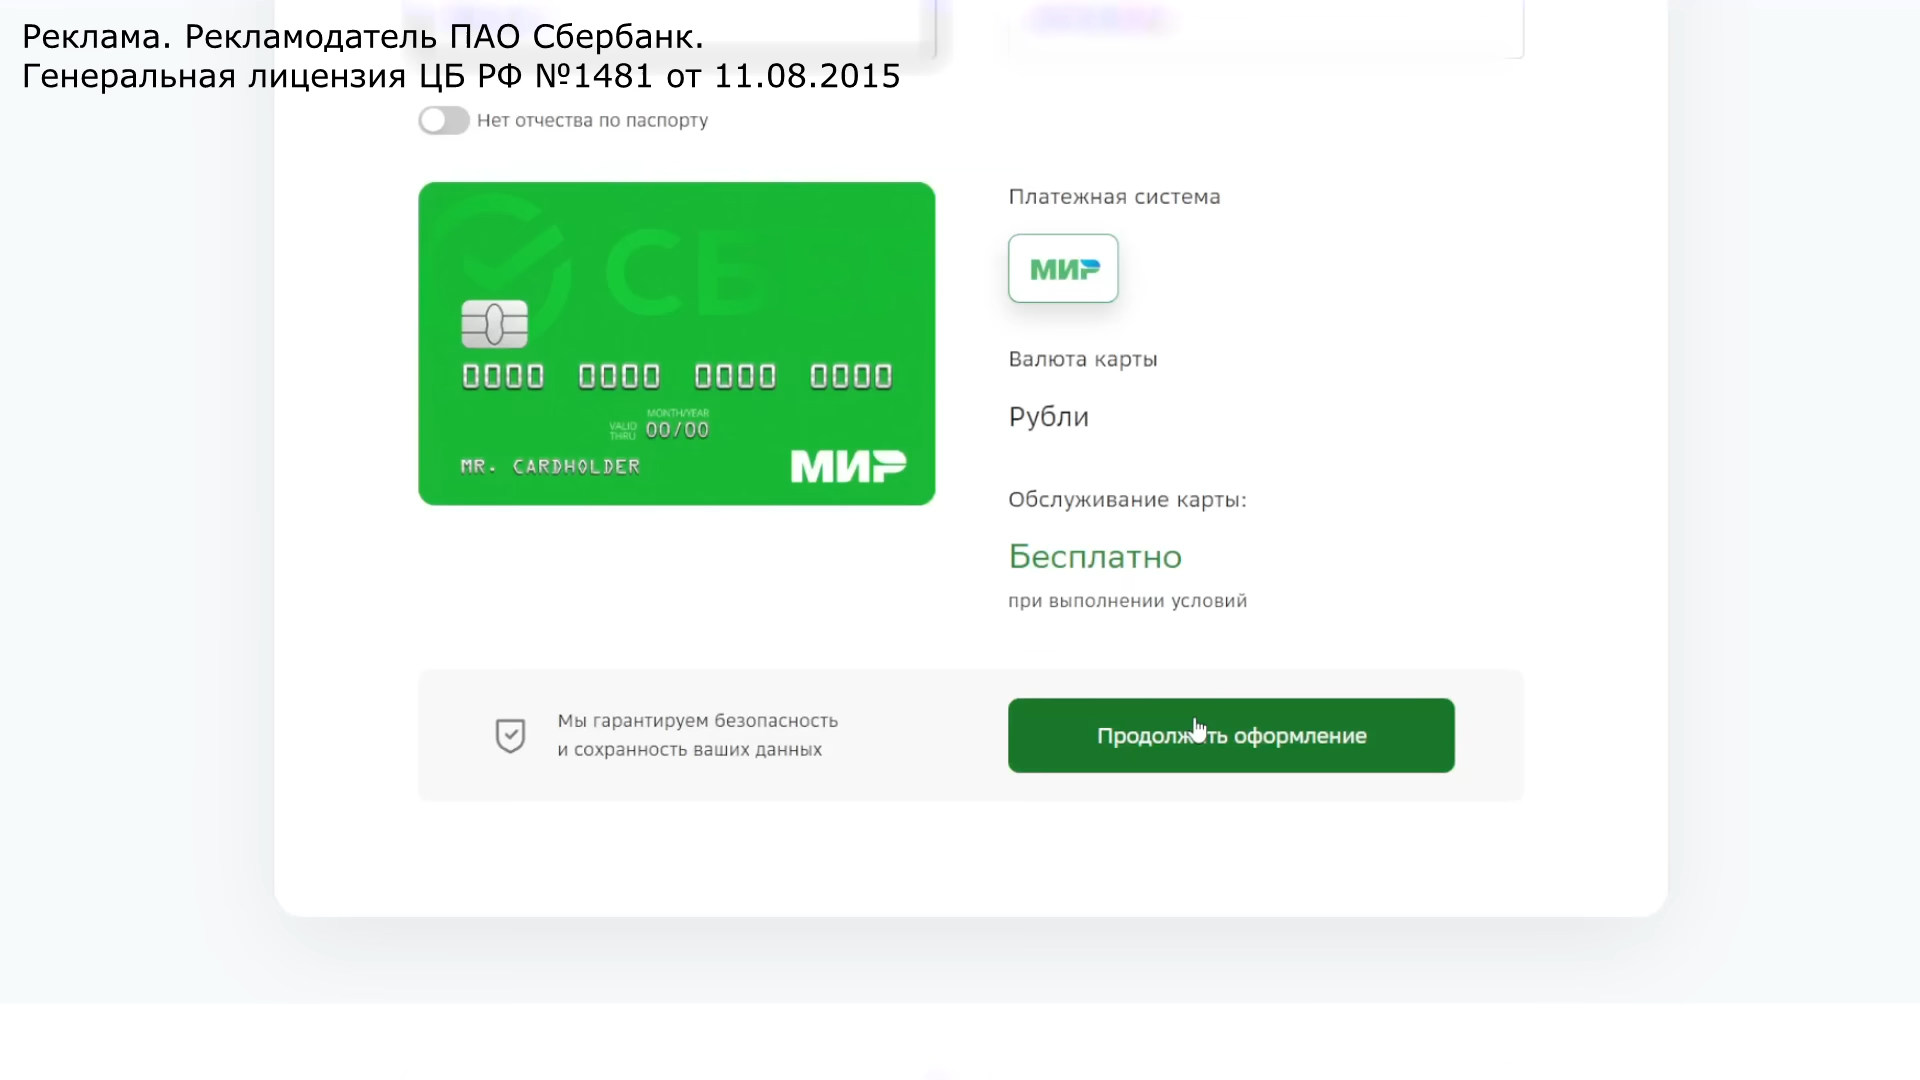 Реклама. Рекламодатель ПАО Сбербанк.
Генеральная лицензия ЦБ РФ №1481 от 11.08.2015
Нет отчества по паспорту
СБ
0000 0000 0000 0000
MONTH/YEAR
VALID THRU 00/00
MR. CARDHOLDER
МИР
Платежная система
МИР
Валюта карты
Рубли
Обслуживание карты:
Бесплатно
при выполнении условий
Мы гарантируем безопасность
и сохранность ваших данных
Продолжить оформление